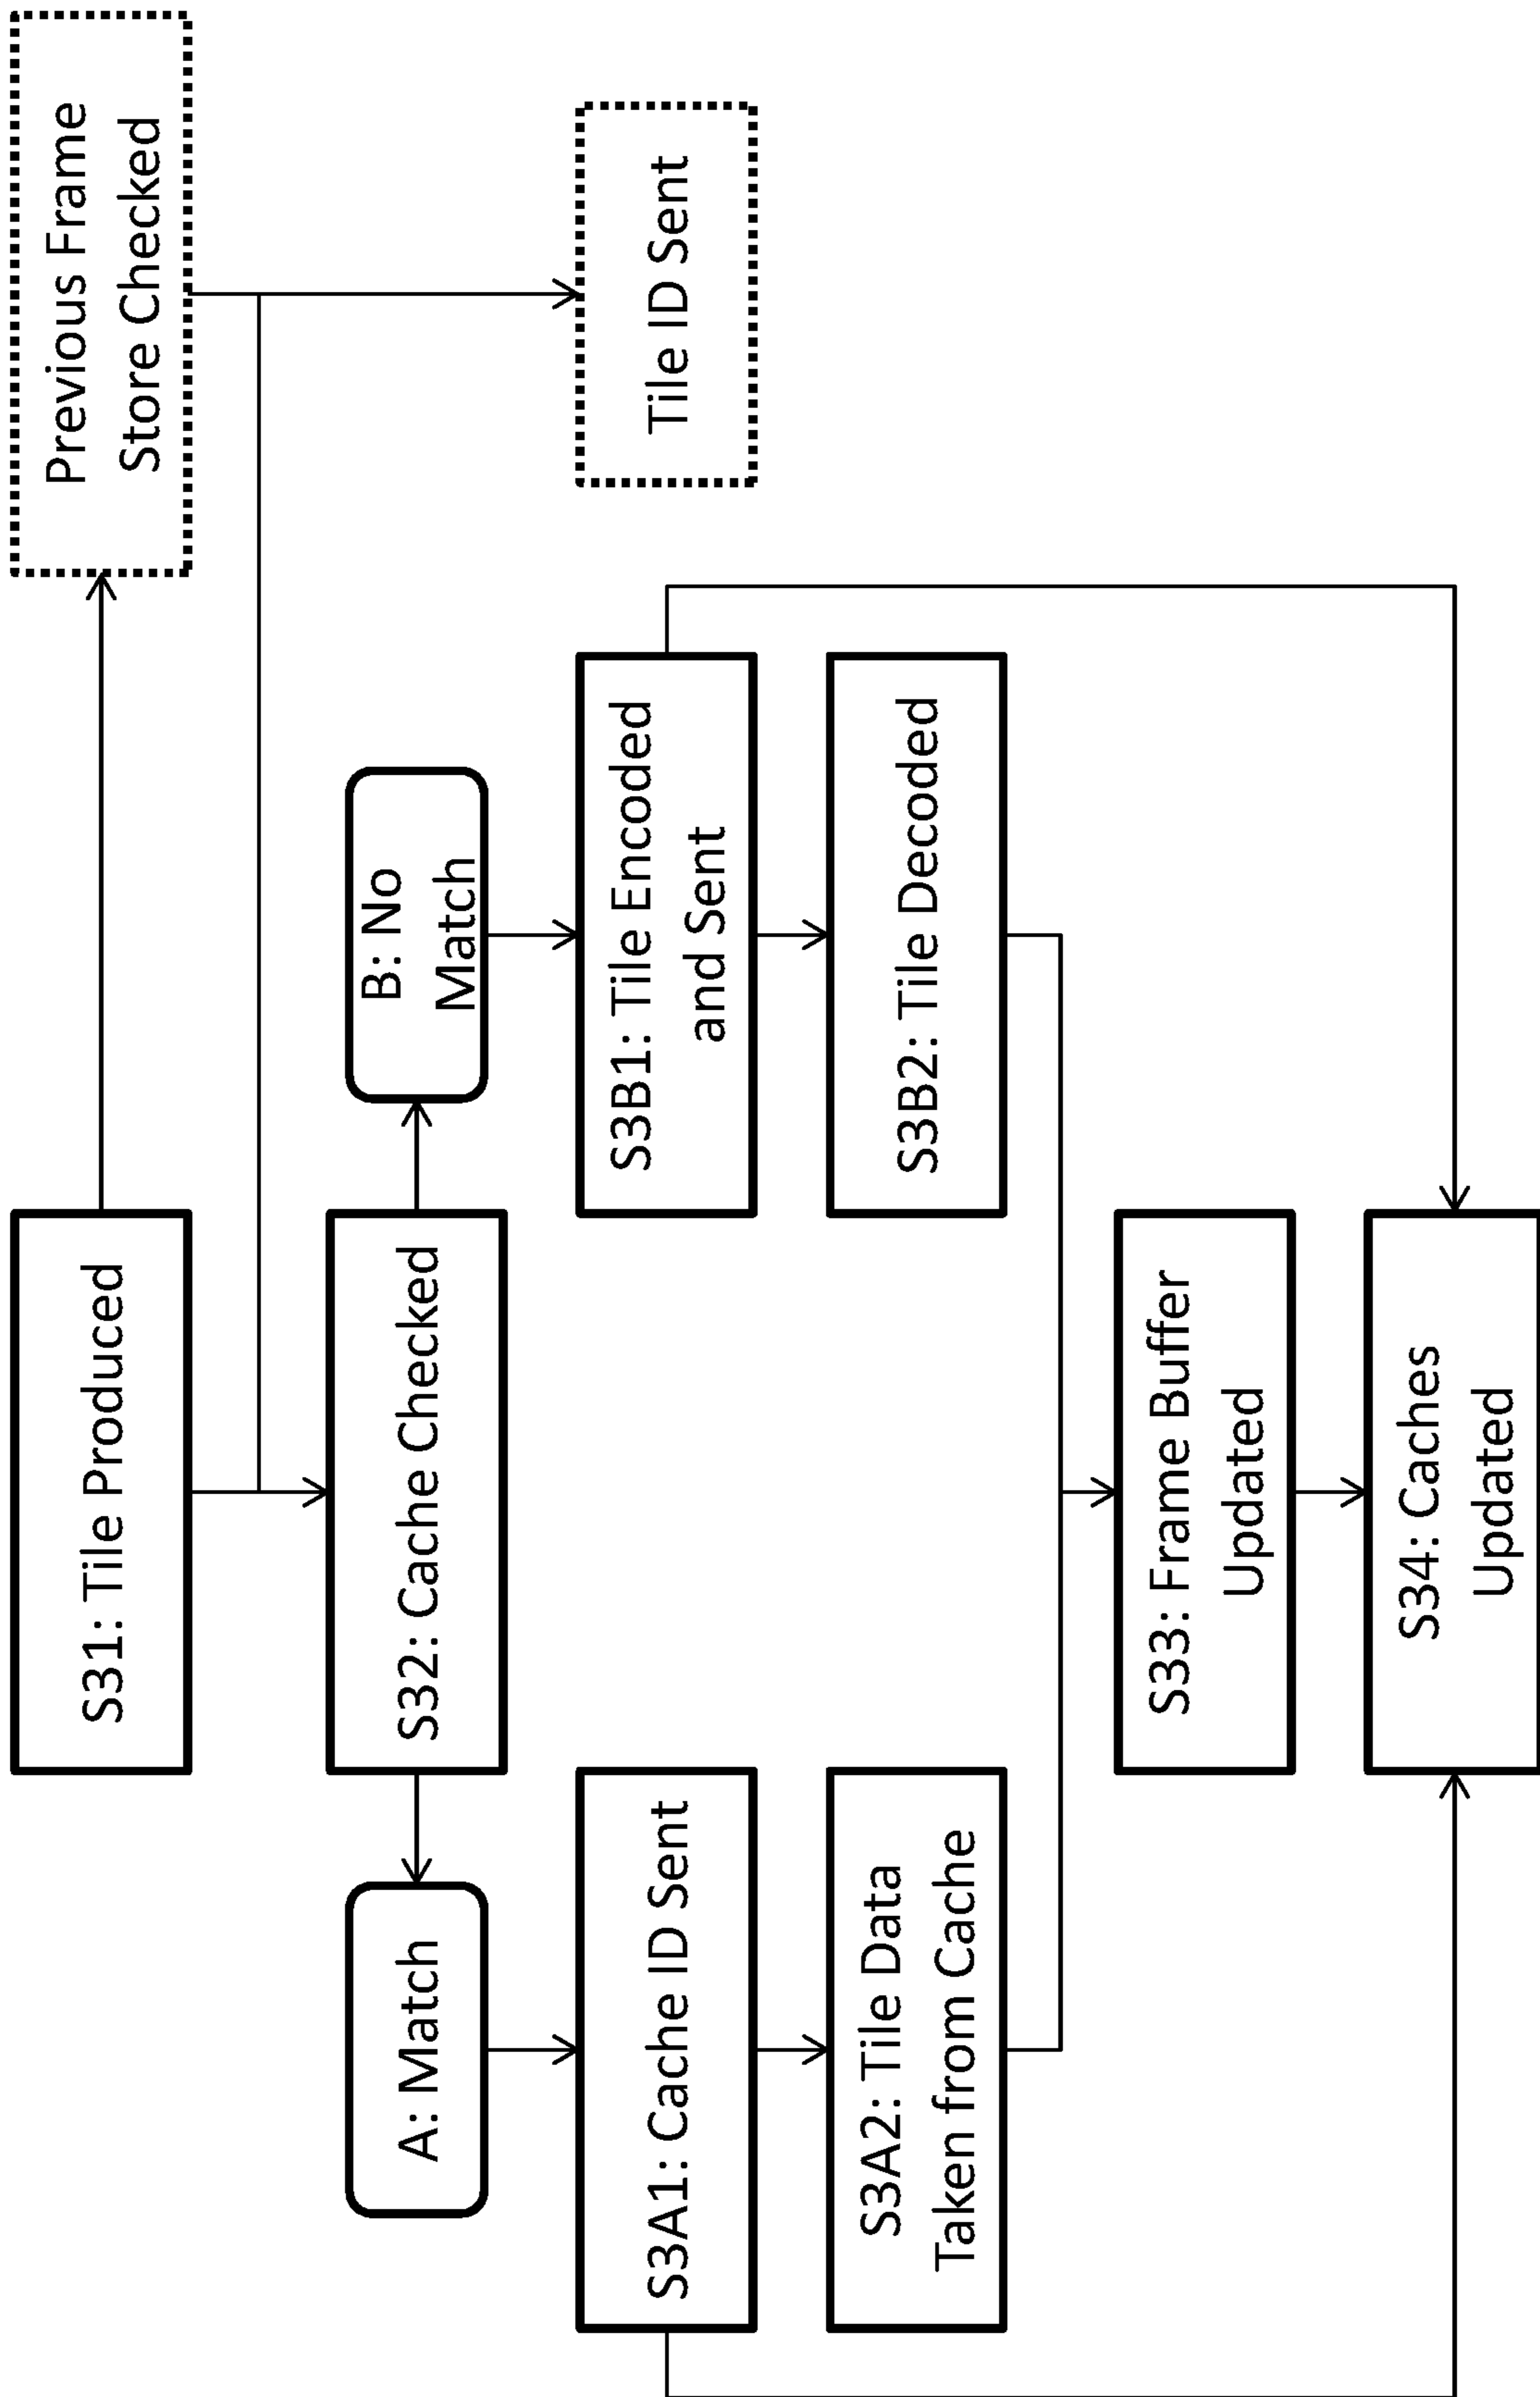 S31: Tile Produced
Previous Frame
Store Checked
S32: Cache Checked
A: Match
B: No
Match
S3A1: Cache ID Sent
S3B1: Tile Encoded
and Sent
Tile ID Sent
S3A2: Tile Data
Taken from Cache
S3B2: Tile Decoded
S33: Frame Buffer
Updated
S34: Caches
Updated